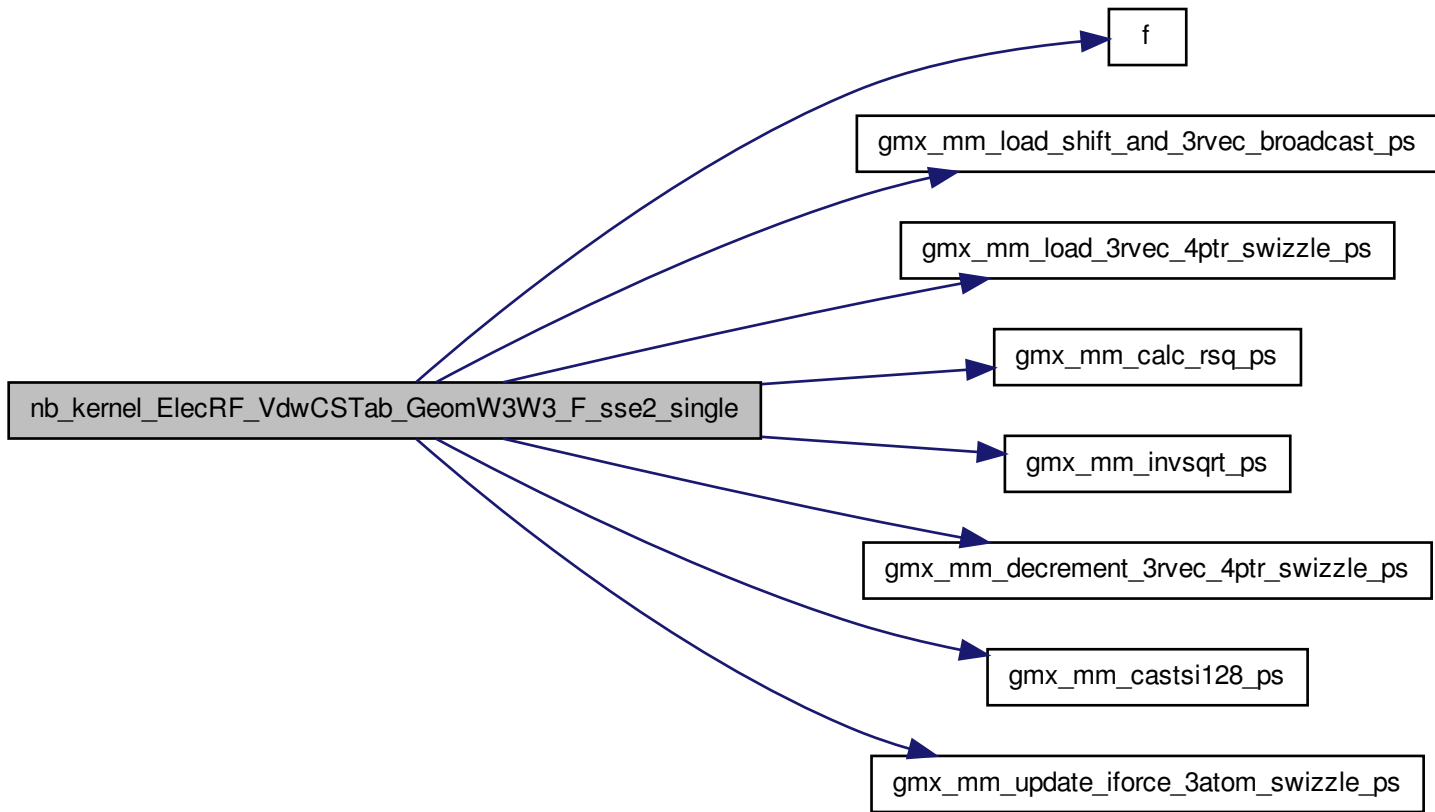 f
gmx_mm_load_shift_and_3rvec_broadcast_ps
gmx_mm_load_3rvec_4ptr_swizzle_ps
gmx_mm_calc_rsq_ps
nb_kernel_ElecRF_VdwCSTab_GeomW3W3_F_sse2_single
gmx_mm_invsqrt_ps
gmx_mm_decrement_3rvec_4ptr_swizzle_ps
gmx_mm_castsi128_ps
gmx_mm_update_iforce_3atom_swizzle_ps